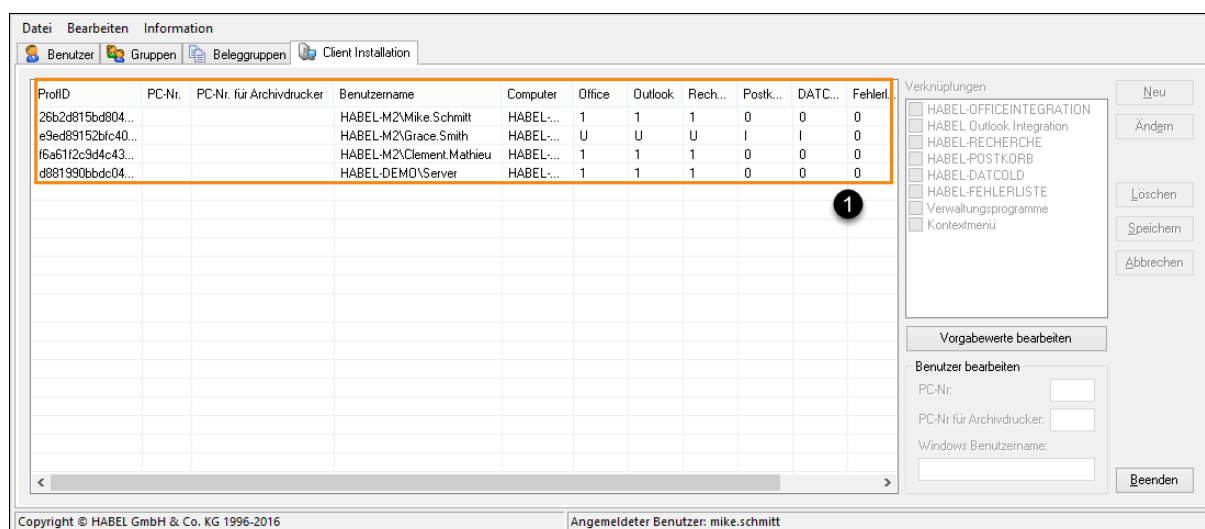 Datei Bearbeiten Information
Benutzer Gruppen Beleggruppen Client Installation
ProfID PC-Nr. PC-Nr. für Archivdrucker Benutzername Computer Office Outlook Rech... Postk... DATC... Fehlerl...
26b2d815bd804... HABEL-M2\Mike.Schmitt HABEL-... 1 1 1 0 0 0
e9ed89152bfc40... HABEL-M2\Grace.Smith HABEL-... U U U I I 0
f6a61f2c9d4c43... HABEL-M2\Clement.Mathieu HABEL-... 1 1 1 0 0 0
d881990bbdc04... HABEL-DEMO\Server HABEL-... 1 1 1 0 0 0
1
Verknüpfungen
HABEL-OFFICEINTEGRATION
HABEL Outlook Integration
HABEL-RECHERCHE
HABEL-POSTKORB
HABEL-DATCOLD
HABEL-FEHLERLISTE
Verwaltungsprogramme
Kontextmenü
Vorgabewerte bearbeiten
Benutzer bearbeiten
PC-Nr:
PC-Nr für Archivdrucker:
Windows Benutzername:
Neu
Ändern
Löschen
Speichern
Abbrechen
Beenden
Copyright © HABEL GmbH & Co. KG 1996-2016 Angemeldeter Benutzer: mike.schmitt